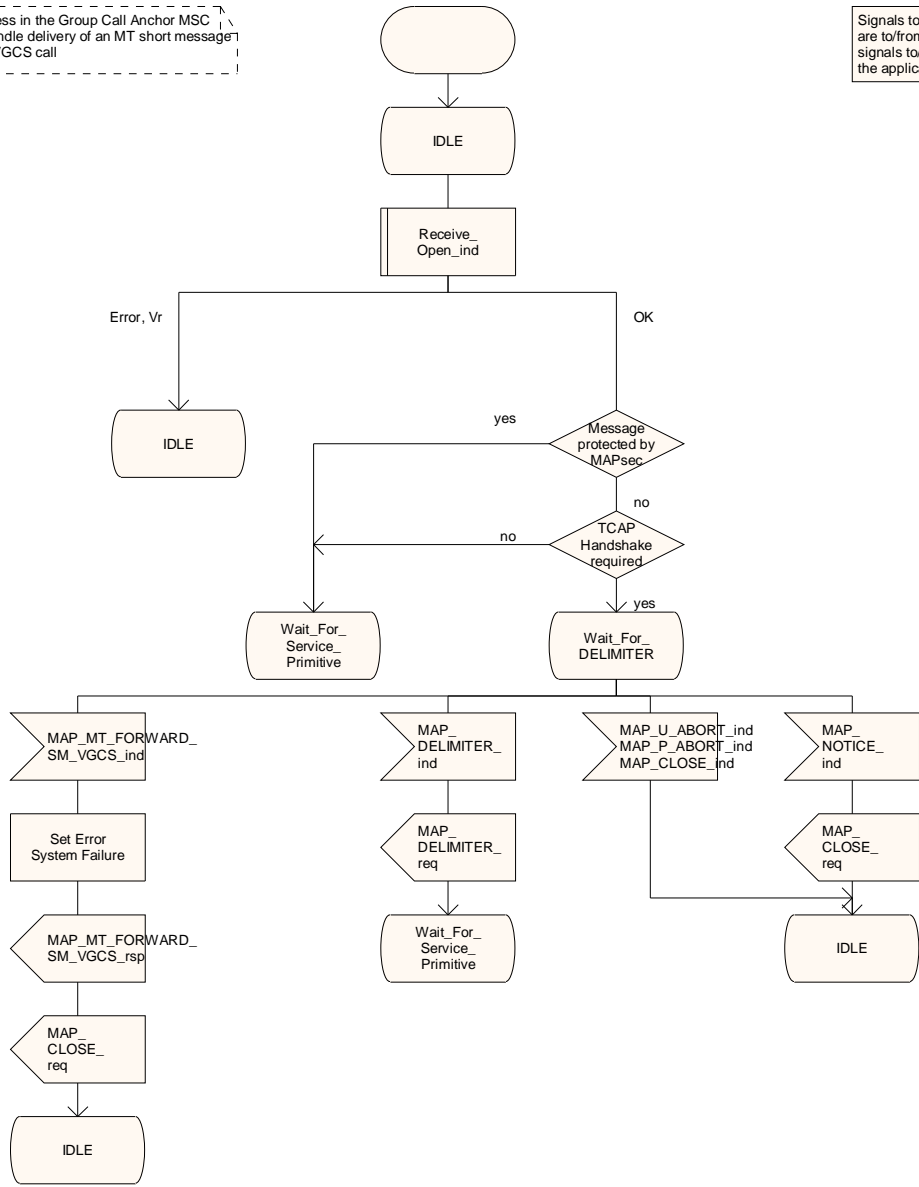 ess in the Group Call Anchor MSC
ndle delivery of an MT short message
VGCS call
Signals to
are to/from
signals to/
the applic
IDLE
Receive_
Open_ind
Error, Vr
OK
IDLE
yes
Message
protected by
MAPsec
no
no
TCAP
Handshake
required
yes
Wait_For_
Service_
Primitive
Wait_For_
DELIMITER
MAP_MT_FORWARD_
SM_VGCS_ind
MAP_
DELIMITER_
ind
MAP_U_ABORT_ind
MAP_P_ABORT_ind
MAP_CLOSE_ind
MAP_
NOTICE_
ind
Set Error
System Failure
MAP_
DELIMITER_
req
MAP_
CLOSE_
req
MAP_MT_FORWARD_
SM_VGCS_rsp
Wait_For_
Service_
Primitive
IDLE
MAP_
CLOSE_
req
IDLE